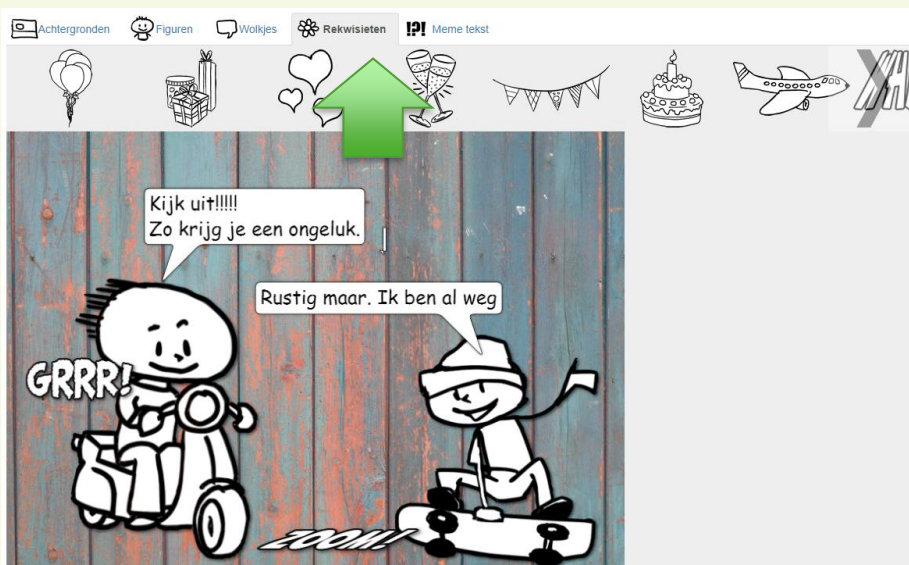 Achtergronden Figuren Wolkjes Rekwisieten !?! Meme tekst
Kijk uit!!!!!
Zo krijg je een ongeluk.
Rustig maar. Ik ben al weg
GRRR!
ZOOM!